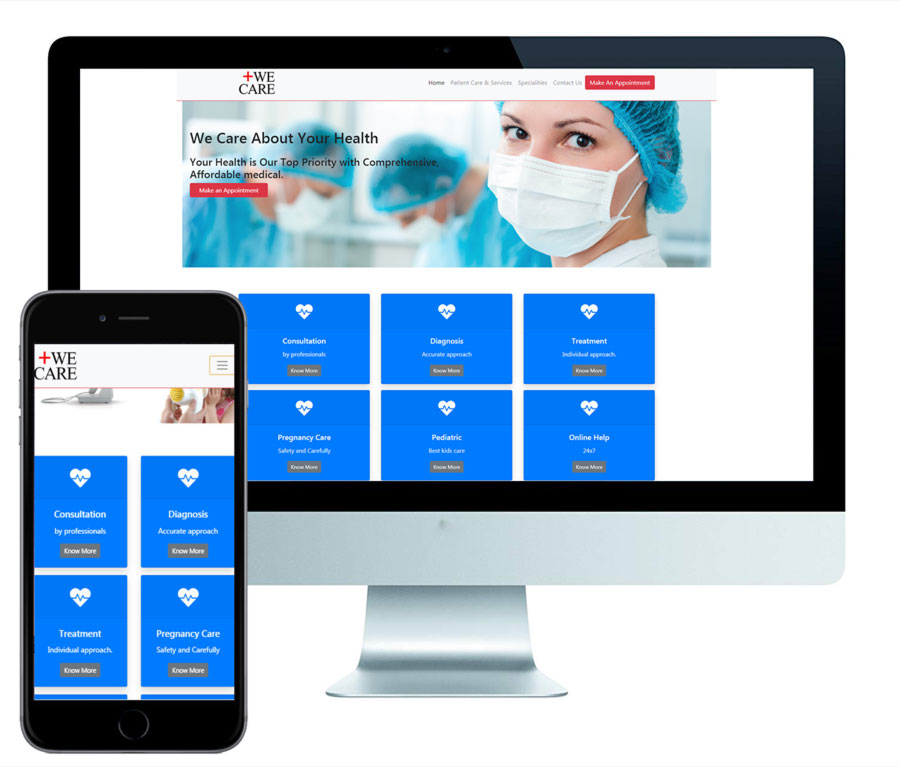 +WE
CARE
Home Patient Care & Services Specialities Contact Us Make An Appointment
We Care About Your Health
Your Health is Our Top Priority with Comprehensive,
Affordable medical.
Make an Appointment
Consultation
by professionals
Know More
Diagnosis
Accurate approach
Know More
Treatment
Individual approach.
Know More
Pregnancy Care
Safety and Carefully
Know More
Pediatric
Best kids care
Know More
Online Help
24x7
Know More
+WE
CARE
Consultation
by professionals
Know More
Diagnosis
Accurate approach
Know More
Treatment
Individual approach.
Know More
Pregnancy Care
Safety and Carefully
Know More